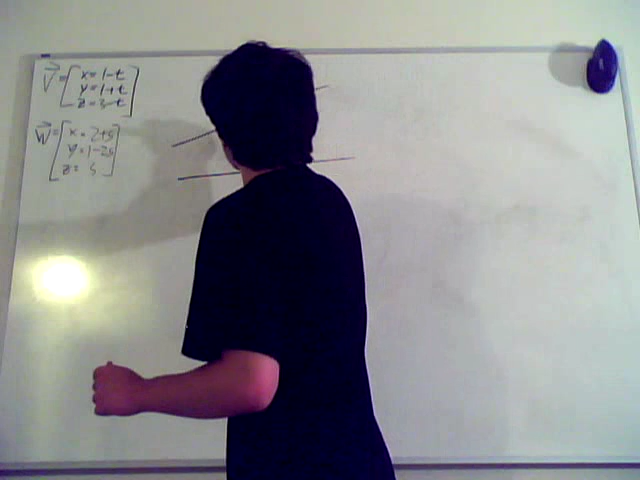 V = [ x = 1-t
y = 1+t
z = 3-t ]
W = [ x = 2+s
y = 1-2s
z = s ]